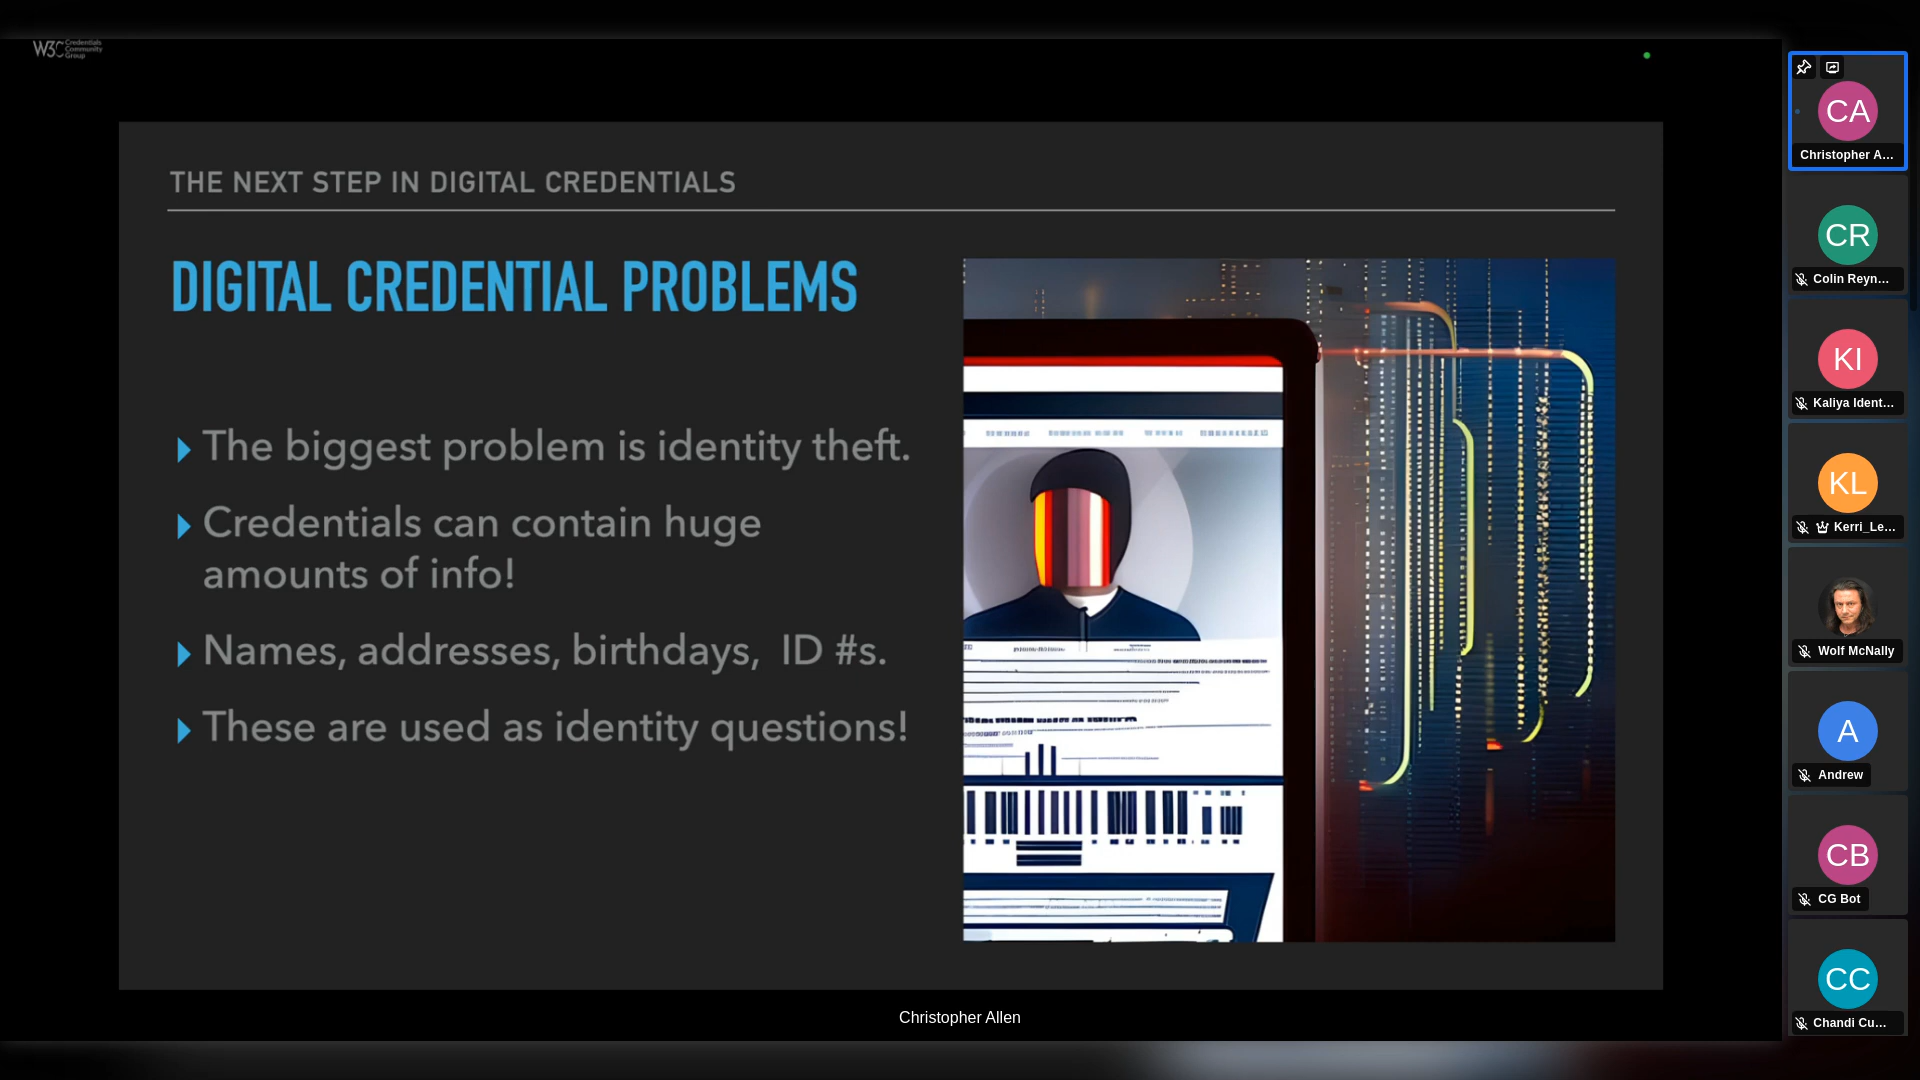 W3C Credentials
Community
Group
THE NEXT STEP IN DIGITAL CREDENTIALS
DIGITAL CREDENTIAL PROBLEMS
The biggest problem is identity theft.
Credentials can contain huge
amounts of info!
Names, addresses, birthdays,  ID #s.
These are used as identity questions!
Christopher Allen
CA
Christopher A...
CR
Colin Reyn...
KI
Kaliya Ident...
KL
Kerri_Le...
Wolf McNally
A
Andrew
CB
CG Bot
CC
Chandi Cu...